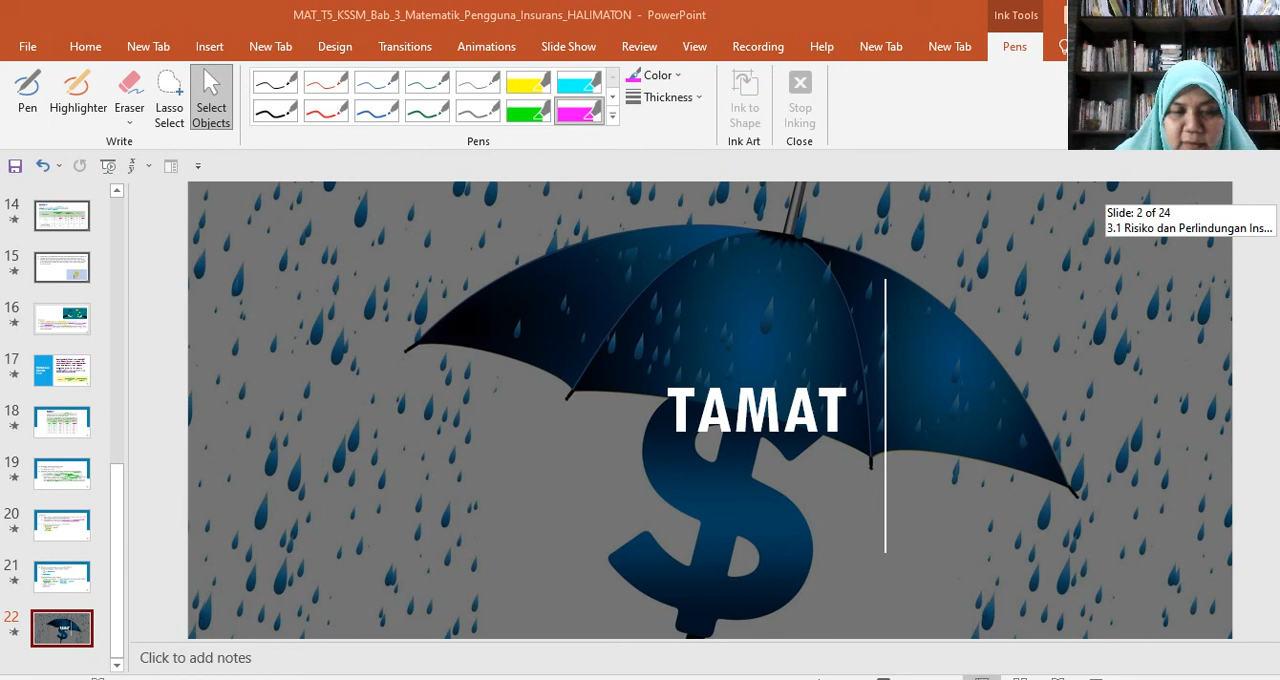 MAT_T5_KSSM_Bab_3_Matematik_Pengguna_Insurans_HALIMATON - PowerPoint
Ink Tools
File Home New Tab Insert New Tab Design Transitions Animations Slide Show Review View Recording Help New Tab New Tab Pens
Pen Highlighter Eraser Lasso Select Select Objects
Color
Thickness
Ink to Shape
Stop Inking
Write Pens Ink Art Close
Slide: 2 of 24
3.1 Risiko dan Perlindungan Ins...
14
15
16
17
18
19
20
21
22
TAMAT
Click to add notes